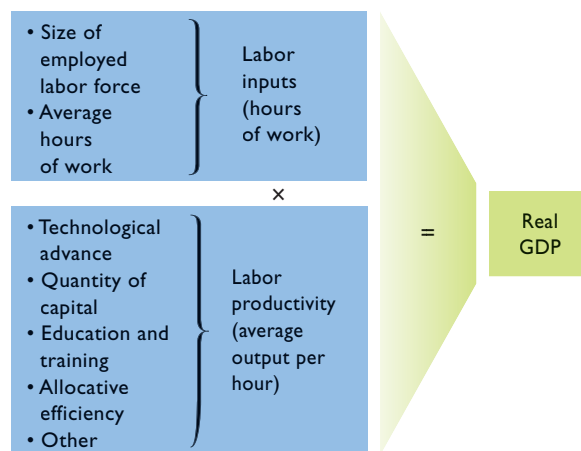 • Size of
employed
labor force
• Average
hours
of work
Labor
inputs
(hours
of work)
×
• Technological
advance
• Quantity of
capital
• Education and
training
• Allocative
efficiency
• Other
Labor
productivity
(average
output per
hour)
=
Real
GDP